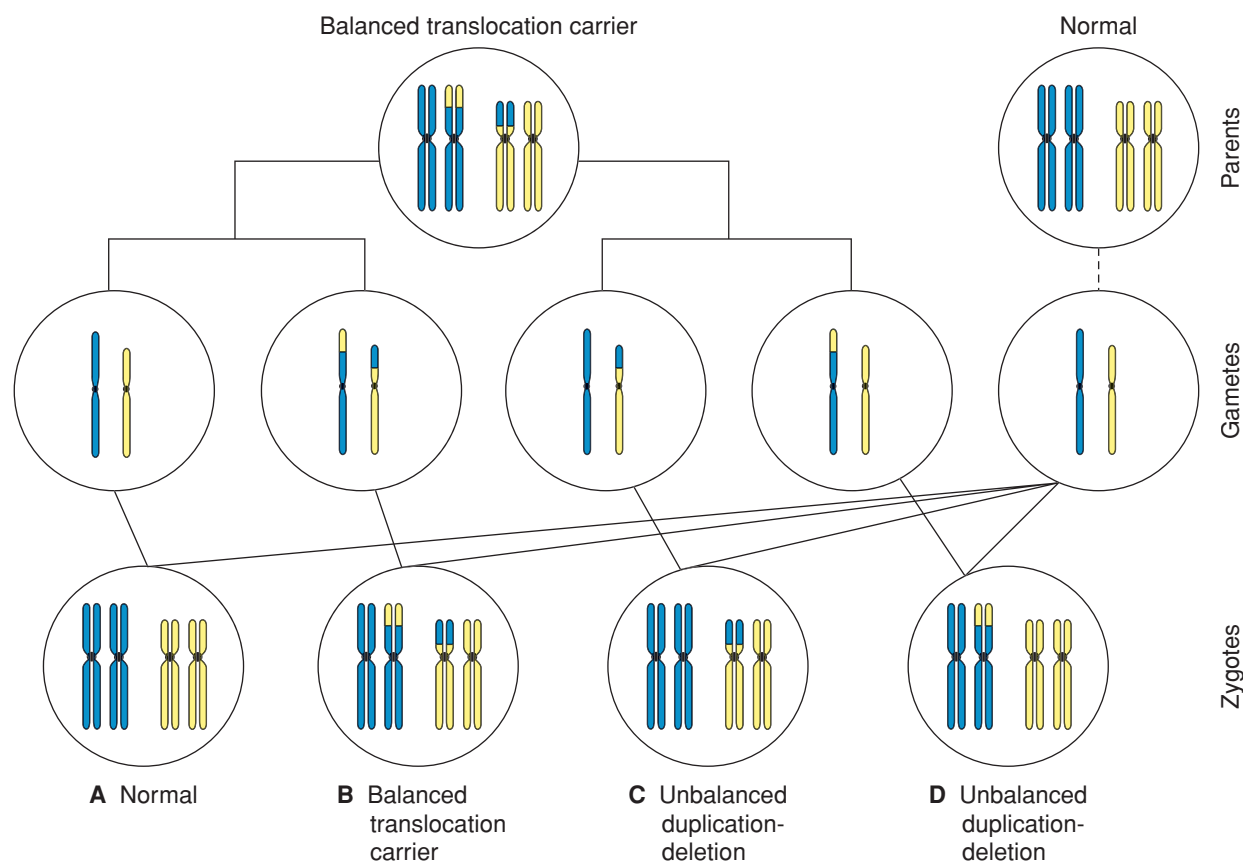 Balanced translocation carrier
Normal
Parents
Gametes
Zygotes
A Normal
B Balanced
translocation
carrier
C Unbalanced
duplication-
deletion
D Unbalanced
duplication-
deletion